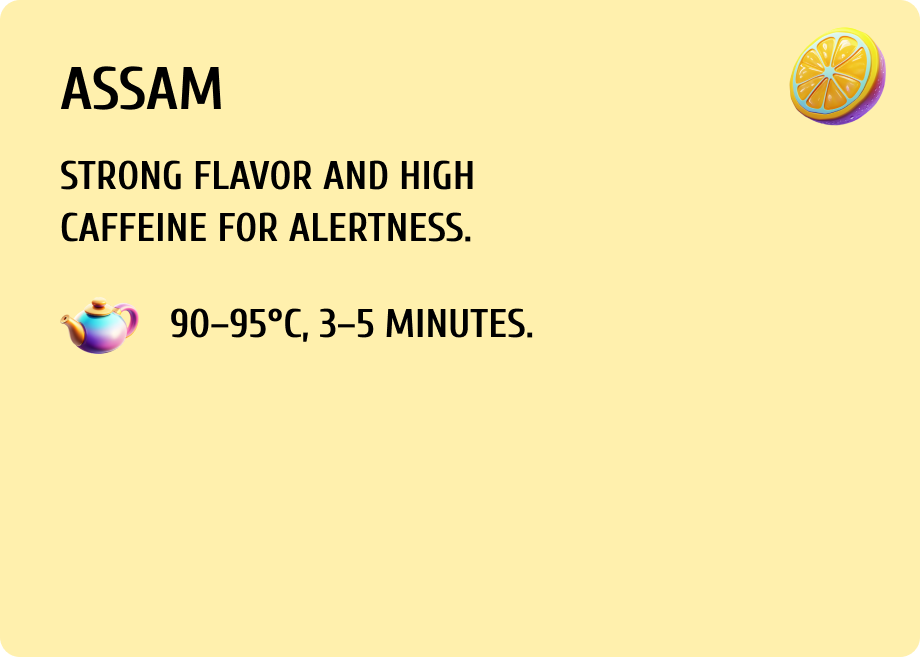 ASSAM
STRONG FLAVOR AND HIGH
CAFFEINE FOR ALERTNESS.
90–95°C, 3–5 MINUTES.